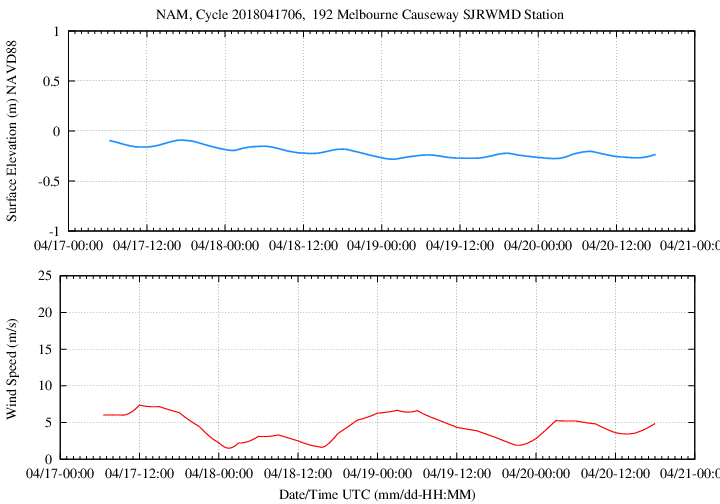 NAM, Cycle 2018041706,  192 Melbourne Causeway SJRWMD Station
Surface Elevation (m) NAVD88
1
0.5
0
-0.5
-1
04/17-00:00 04/17-12:00 04/18-00:00 04/18-12:00 04/19-00:00 04/19-12:00 04/20-00:00 04/20-12:00 04/21-0
Wind Speed (m/s)
25
20
15
10
5
0
04/17-00:00 04/17-12:00 04/18-00:00 04/18-12:00 04/19-00:00 04/19-12:00 04/20-00:00 04/20-12:00 04/21-0
Date/Time UTC (mm/dd-HH:MM)